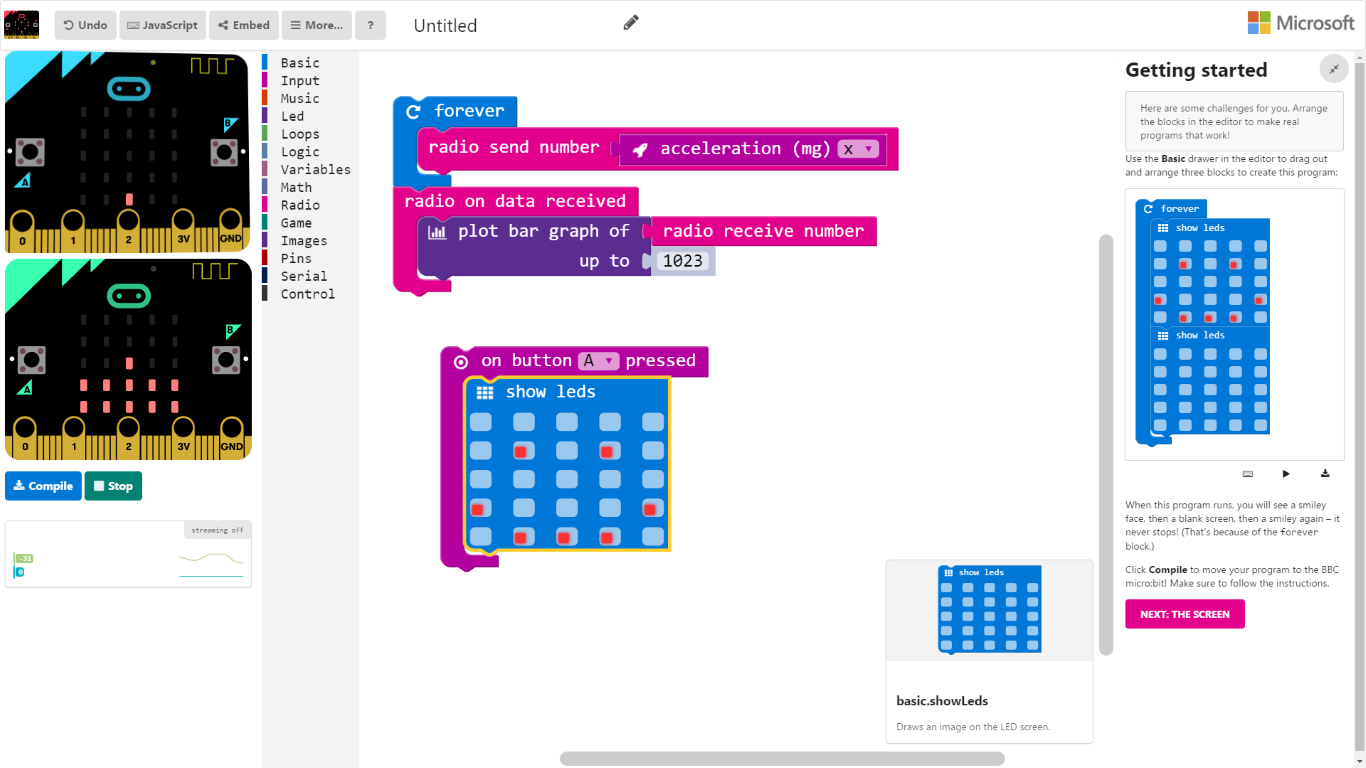 Undo JavaScript Embed More... ? Untitled Microsoft
B
A
0 1 2 3V GND
B
A
0 1 2 3V GND
Compile Stop
streaming off
-31
0
Basic
Input
Music
Led
Loops
Logic
Variables
Math
Radio
Game
Images
Pins
Serial
Control
forever
radio send number acceleration (mg) x
radio on data received
plot bar graph of radio receive number
up to 1023
on button A pressed
show leds
show leds
basic.showLeds
Draws an image on the LED screen.
Getting started
Here are some challenges for you. Arrange
the blocks in the editor to make real
programs that work!
Use the Basic drawer in the editor to drag out
and arrange three blocks to create this program:
forever
show leds
show leds
When this program runs, you will see a smiley
face, then a blank screen, then a smiley again – it
never stops! (That's because of the forever
block.)
Click Compile to move your program to the BBC
micro:bit! Make sure to follow the instructions.
NEXT: THE SCREEN